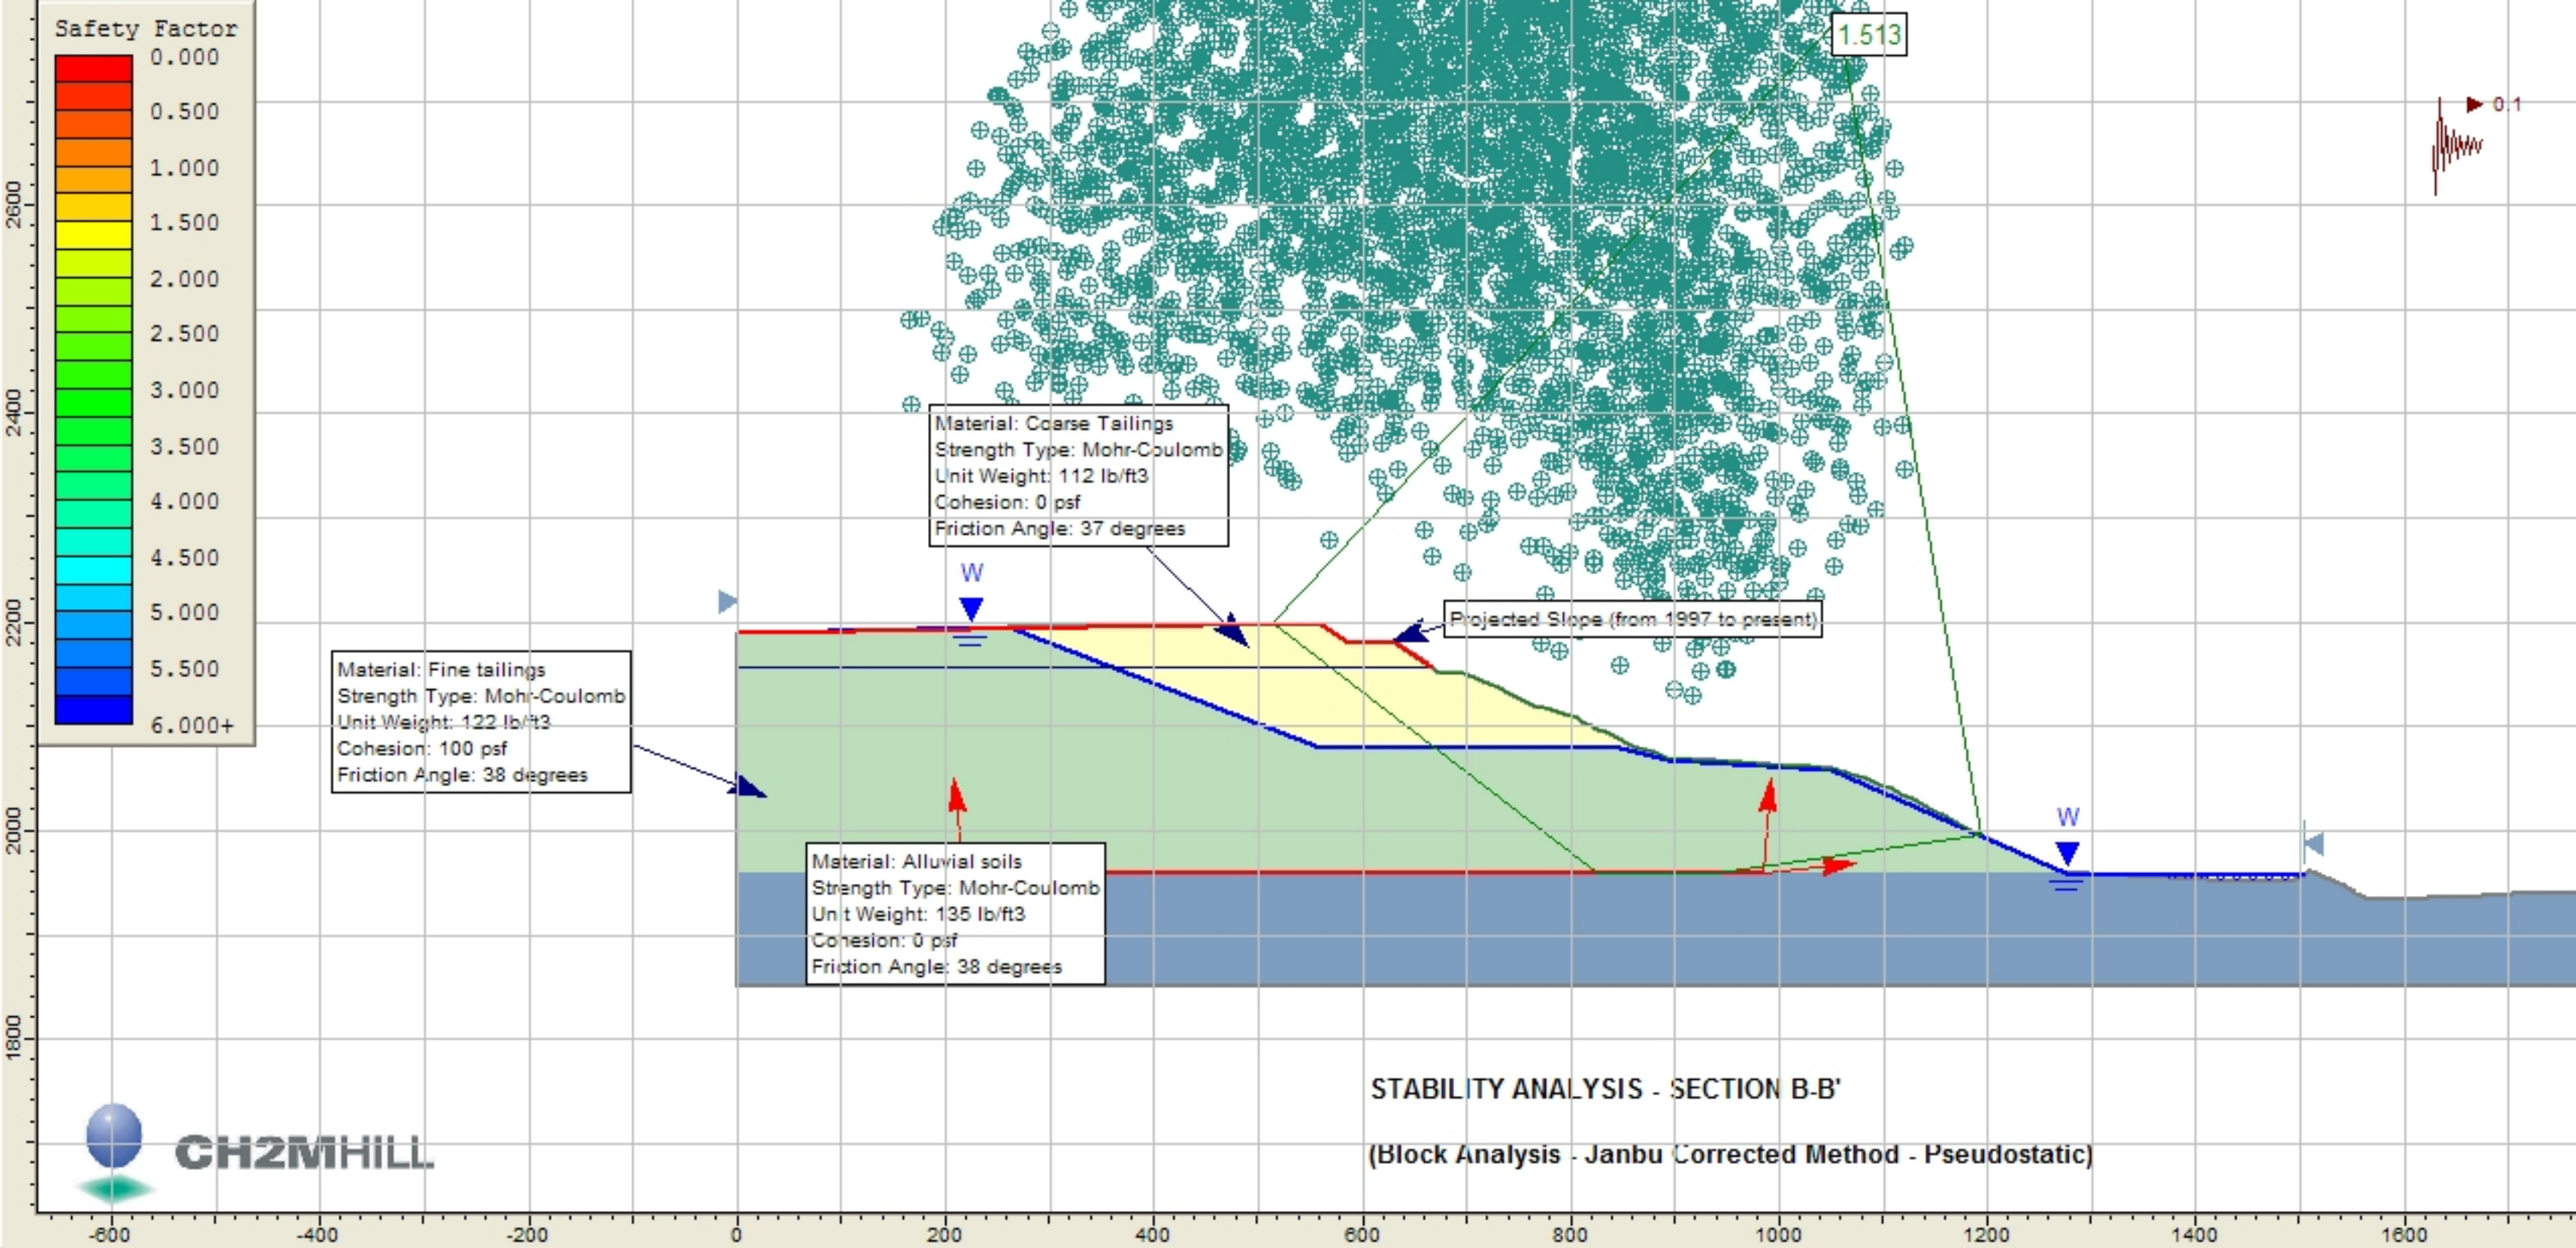 Safety Factor
0.000
0.500
1.000
1.500
2.000
2.500
3.000
3.500
4.000
4.500
5.000
5.500
6.000+
1.513
0.1
2600
2400
2200
2000
1800
Material: Coarse Tailings
Strength Type: Mohr-Coulomb
Unit Weight: 112 lb/ft3
Cohesion: 0 psf
Friction Angle: 37 degrees
W
Projected Slope (from 1997 to present)
Material: Fine tailings
Strength Type: Mohr-Coulomb
Unit Weight: 122 lb/ft3
Cohesion: 100 psf
Friction Angle: 38 degrees
W
Material: Alluvial soils
Strength Type: Mohr-Coulomb
Unit Weight: 135 lb/ft3
Cohesion: 0 psf
Friction Angle: 38 degrees
STABILITY ANALYSIS - SECTION B-B'
(Block Analysis - Janbu Corrected Method - Pseudostatic)
CH2MHILL
-600 -400 -200 0 200 400 600 800 1000 1200 1400 1600